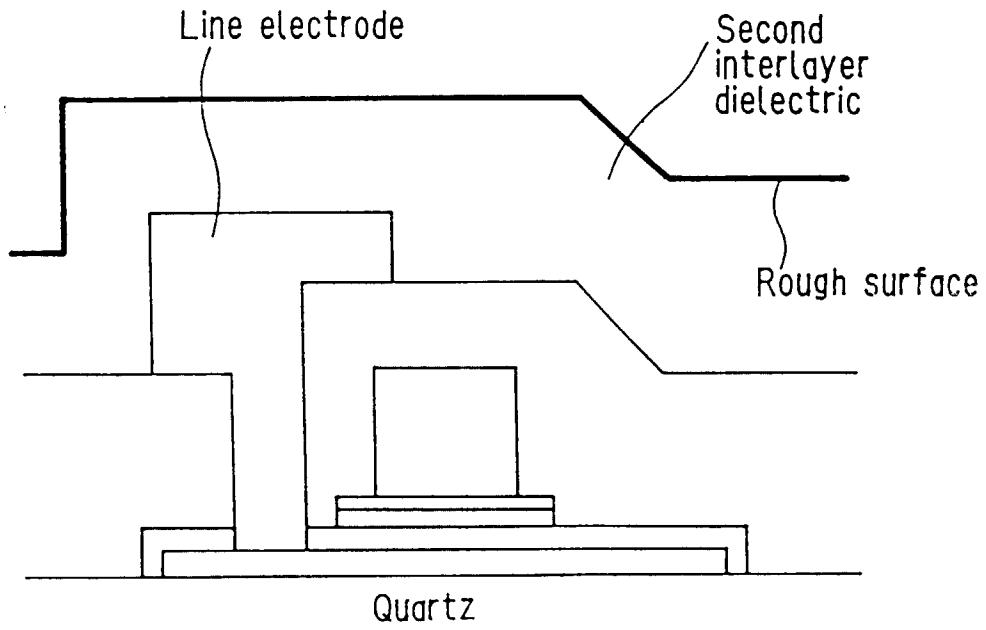 Line electrode
Second
interlayer
dielectric
Rough surface
Quartz